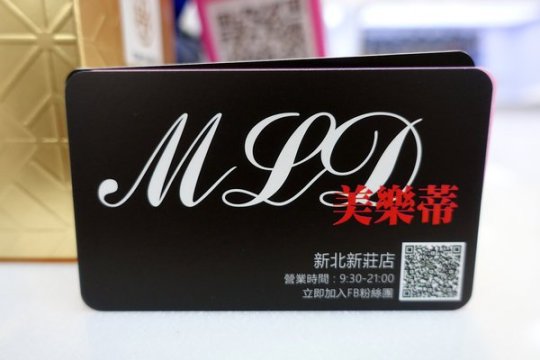 MLD
美樂蒂
新北新莊店
營業時間：9:30-21:00
立即加入FB粉絲團